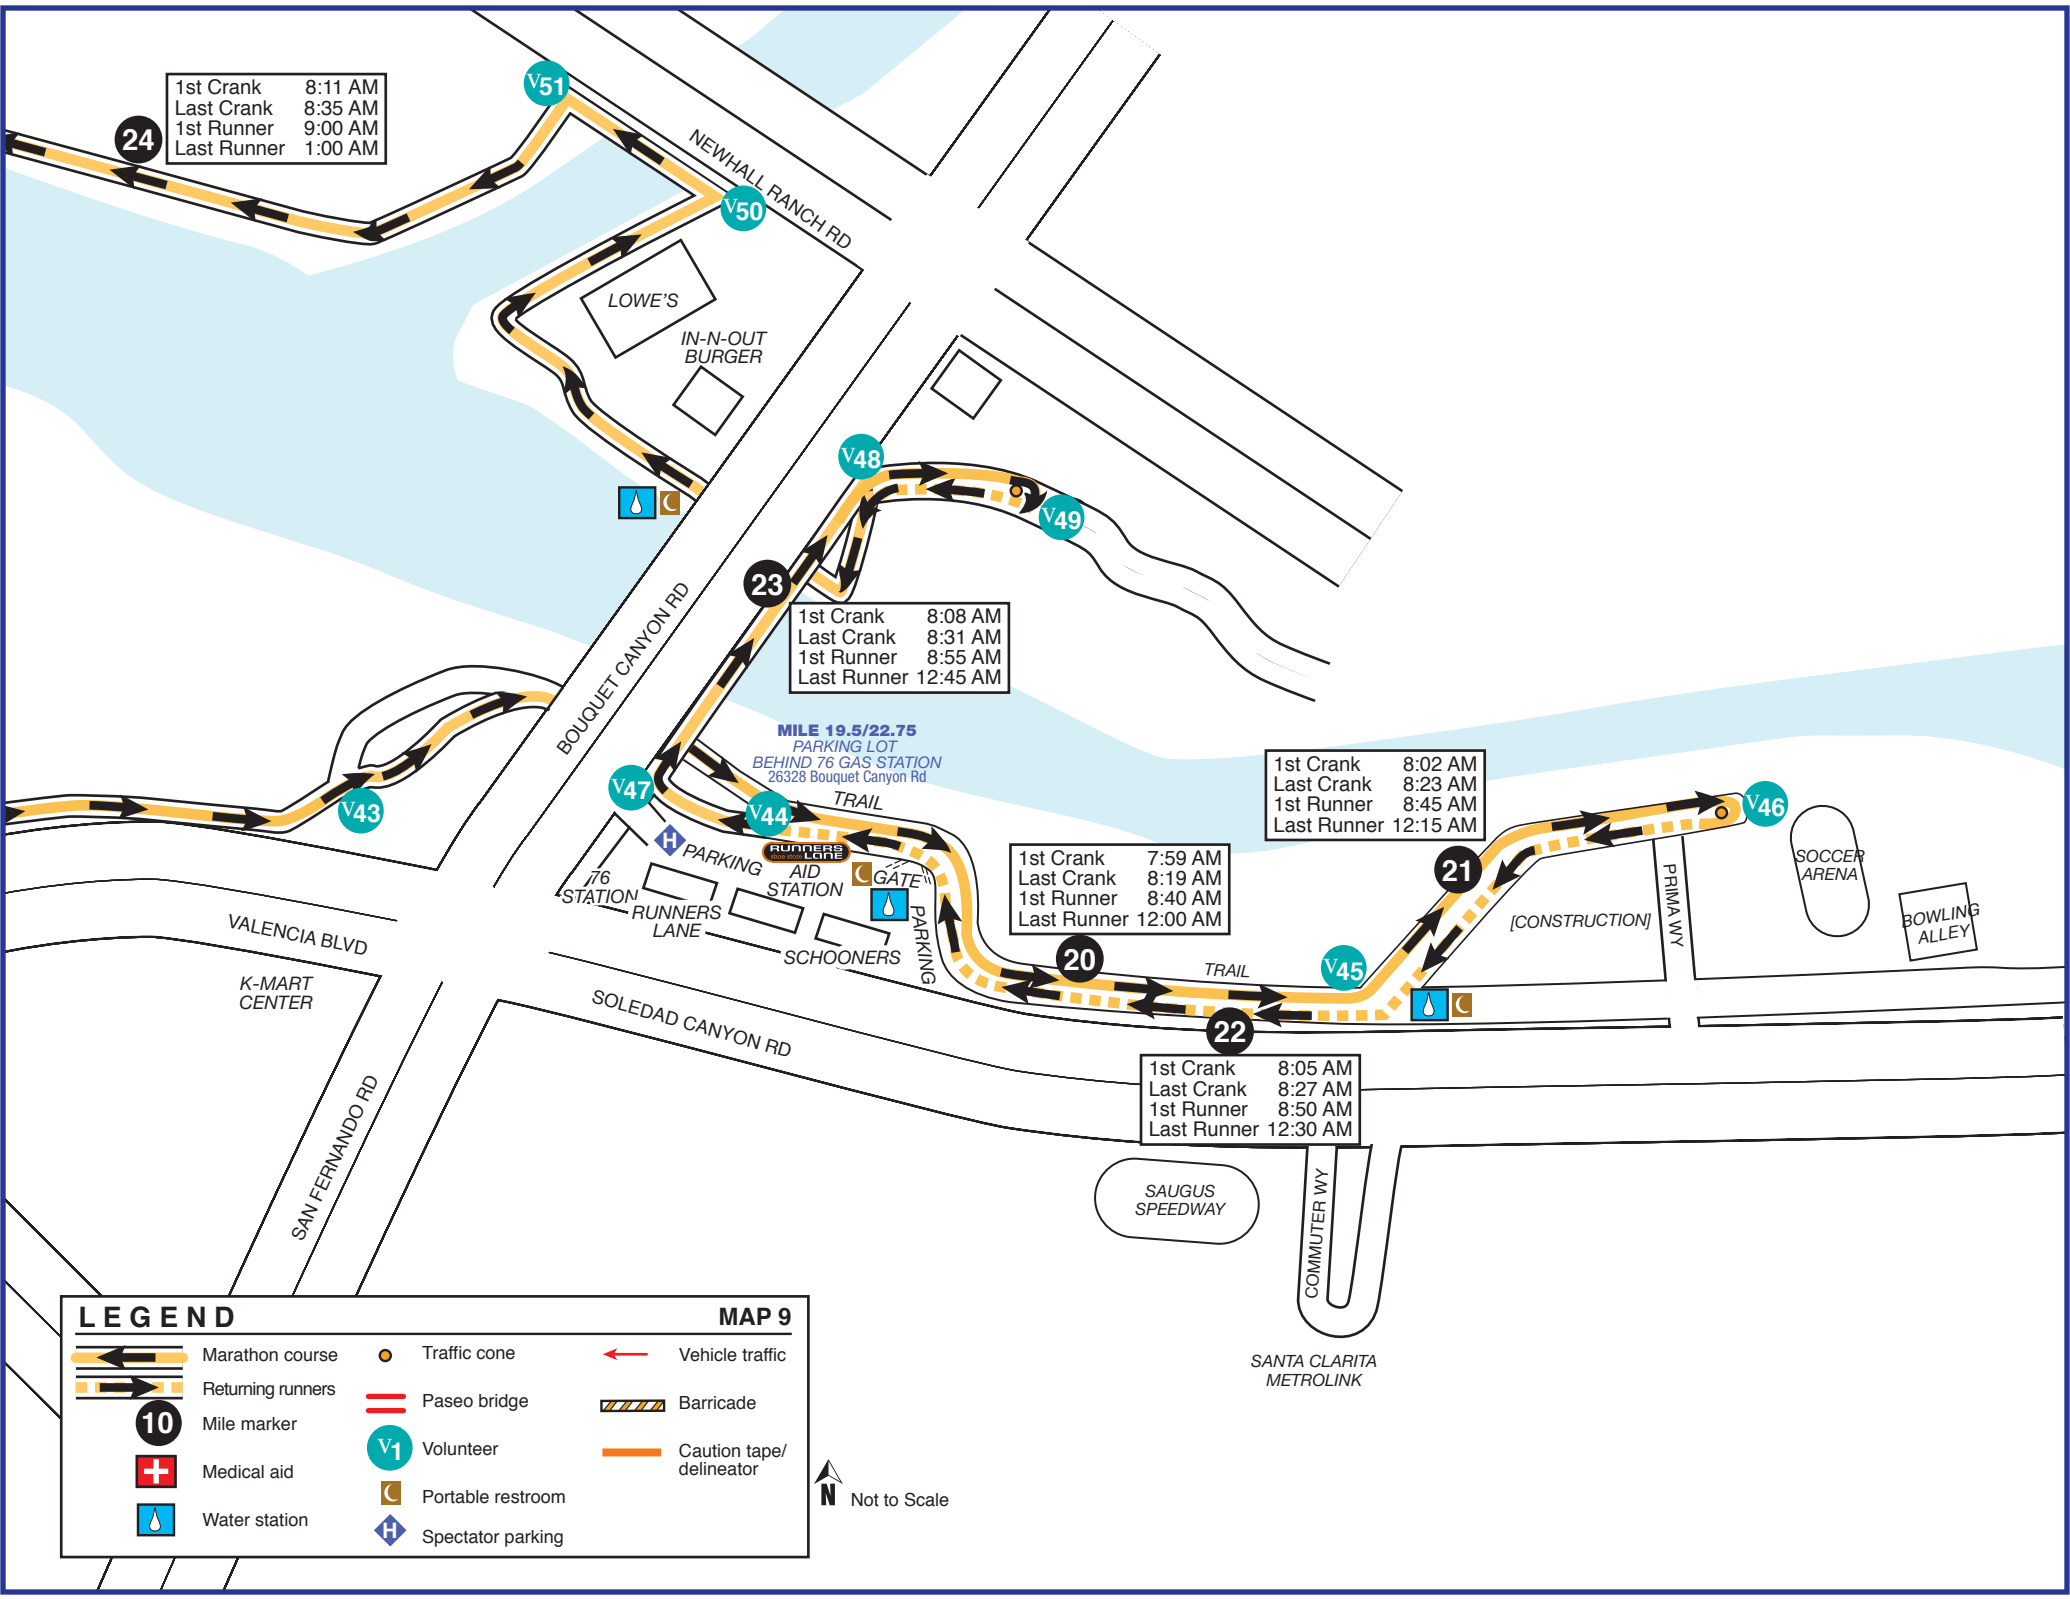 V51
24
1st Crank 8:11 AM
Last Crank 8:35 AM
1st Runner 9:00 AM
Last Runner 1:00 AM
NEWHALL RANCH RD
V50
LOWE'S
IN-N-OUT
BURGER
V48
V49
23
1st Crank 8:08 AM
Last Crank 8:31 AM
1st Runner 8:55 AM
Last Runner 12:45 AM
BOUQUET CANYON RD
MILE 19.5/22.75
PARKING LOT
BEHIND 76 GAS STATION
26328 Bouquet Canyon Rd
V43
V47
V44
TRAIL
H
PARKING
RUNNERS
shoe store LANE
AID
STATION
GATE
PARKING
76
STATION
RUNNERS
LANE
SCHOONERS
1st Crank 7:59 AM
Last Crank 8:19 AM
1st Runner 8:40 AM
Last Runner 12:00 AM
20
TRAIL
V45
1st Crank 8:02 AM
Last Crank 8:23 AM
1st Runner 8:45 AM
Last Runner 12:15 AM
21
V46
SOCCER
ARENA
BOWLING
ALLEY
PRIMA WY
[CONSTRUCTION]
22
1st Crank 8:05 AM
Last Crank 8:27 AM
1st Runner 8:50 AM
Last Runner 12:30 AM
VALENCIA BLVD
K-MART
CENTER
SOLEDAD CANYON RD
SAN FERNANDO RD
SAUGUS
SPEEDWAY
COMMUTER WY
SANTA CLARITA
METROLINK
LEGEND MAP 9
Marathon course
Returning runners
10 Mile marker
Medical aid
Water station
Traffic cone
Paseo bridge
V1 Volunteer
Portable restroom
H Spectator parking
Vehicle traffic
Barricade
Caution tape/
delineator
N Not to Scale